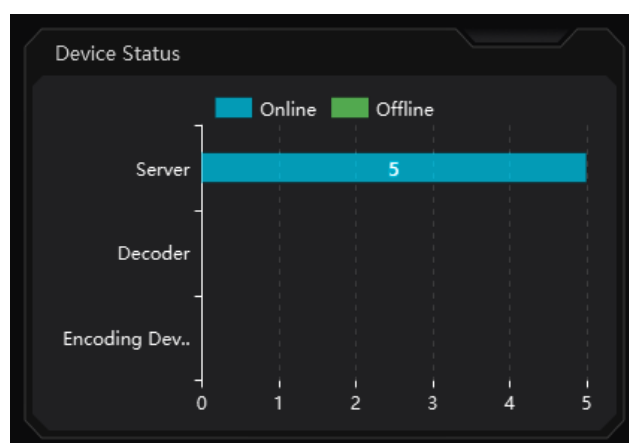 Device Status
Online Offline
Server 5
Decoder
Encoding Dev..
0 1 2 3 4 5